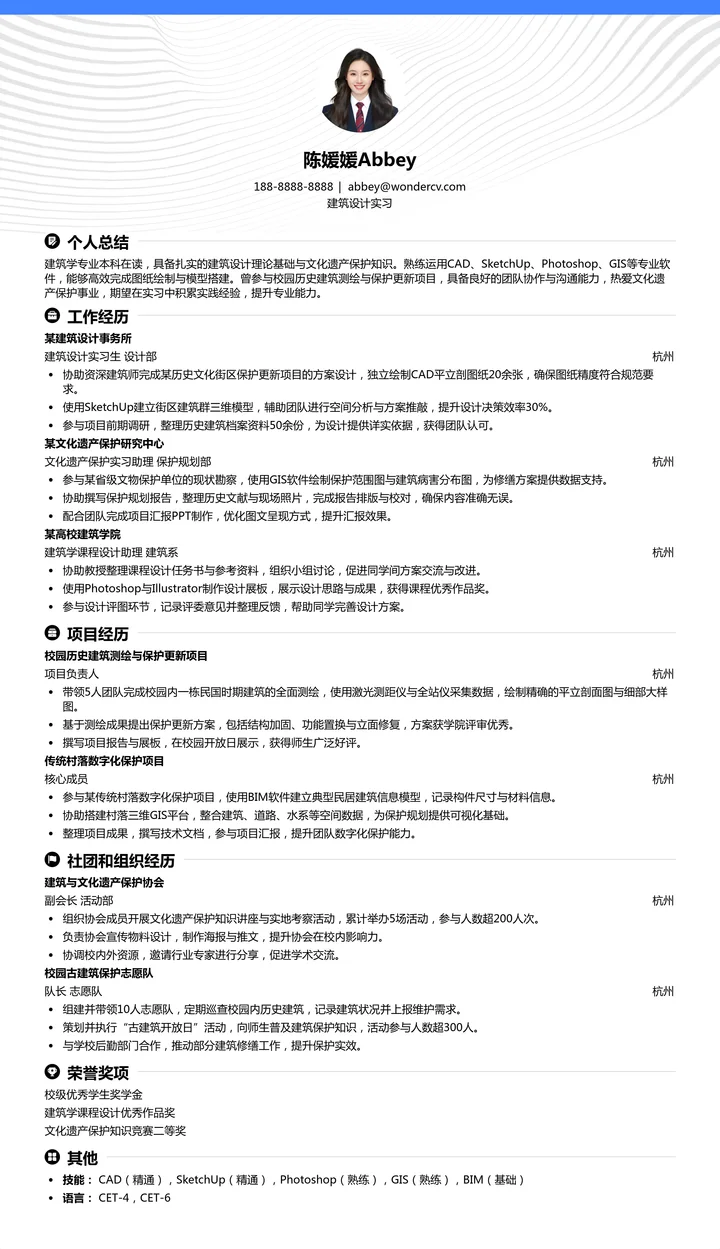 陈媛媛Abbey
188-8888-8888 | abbey@wondercv.com
建筑设计实习
个人总结
建筑学专业本科在读，具备扎实的建筑设计理论基础与文化遗产保护知识。熟练运用CAD、SketchUp、Photoshop、GIS等专业软
件，能够高效完成图纸绘制与模型搭建。曾参与校园历史建筑测绘与保护更新项目，具备良好的团队协作与沟通能力，热爱文化遗
产保护事业，期望在实习中积累实践经验，提升专业能力。
工作经历
某建筑设计事务所
建筑设计实习生 设计部 杭州
• 协助资深建筑师完成某历史文化街区保护更新项目的方案设计，独立绘制CAD平立剖图纸20余张，确保图纸精度符合规范要
求。
• 使用SketchUp建立街区建筑群三维模型，辅助团队进行空间分析与方案推敲，提升设计决策效率30%。
• 参与项目前期调研，整理历史建筑档案资料50余份，为设计提供详实依据，获得团队认可。
某文化遗产保护研究中心
文化遗产保护实习助理 保护规划部 杭州
• 参与某省级文物保护单位的现状勘察，使用GIS软件绘制保护范围图与建筑病害分布图，为修缮方案提供数据支持。
• 协助撰写保护规划报告，整理历史文献与现场照片，完成报告排版与校对，确保内容准确无误。
• 配合团队完成项目汇报PPT制作，优化图文呈现方式，提升汇报效果。
某高校建筑学院
建筑学课程设计助理 建筑系 杭州
• 协助教授整理课程设计任务书与参考资料，组织小组讨论，促进同学间方案交流与改进。
• 使用Photoshop与Illustrator制作设计展板，展示设计思路与成果，获得课程优秀作品奖。
• 参与设计评图环节，记录评委意见并整理反馈，帮助同学完善设计方案。
项目经历
校园历史建筑测绘与保护更新项目
项目负责人 杭州
• 带领5人团队完成校园内一栋民国时期建筑的全面测绘，使用激光测距仪与全站仪采集数据，绘制精确的平立剖面图与细部大样
图。
• 基于测绘成果提出保护更新方案，包括结构加固、功能置换与立面修复，方案获学院评审优秀。
• 撰写项目报告与展板，在校园开放日展示，获得师生广泛好评。
传统村落数字化保护项目
核心成员 杭州
• 参与某传统村落数字化保护项目，使用BIM软件建立典型民居建筑信息模型，记录构件尺寸与材料信息。
• 协助搭建村落三维GIS平台，整合建筑、道路、水系等空间数据，为保护规划提供可视化基础。
• 整理项目成果，撰写技术文档，参与项目汇报，提升团队数字化保护能力。
社团和组织经历
建筑与文化遗产保护协会
副会长 活动部 杭州
• 组织协会成员开展文化遗产保护知识讲座与实地考察活动，累计举办5场活动，参与人数超200人次。
• 负责协会宣传物料设计，制作海报与推文，提升协会在校内影响力。
• 协调校内外资源，邀请行业专家进行分享，促进学术交流。
校园古建筑保护志愿队
队长 志愿队 杭州
• 组建并带领10人志愿队，定期巡查校园内历史建筑，记录建筑状况并上报维护需求。
• 策划并执行“古建筑开放日”活动，向师生普及建筑保护知识，活动参与人数超300人。
• 与学校后勤部门合作，推动部分建筑修缮工作，提升保护实效。
荣誉奖项
校级优秀学生奖学金
建筑学课程设计优秀作品奖
文化遗产保护知识竞赛二等奖
其他
• 技能： CAD（精通），SketchUp（精通），Photoshop（熟练），GIS（熟练），BIM（基础）
• 语言： CET-4，CET-6